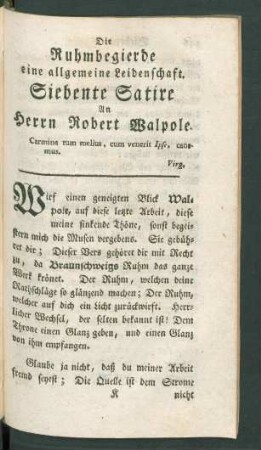 Die
Ruhmbegierde
eine allgemeine Leidenschaft.
Siebente Satire
An
Herrn Robert Walpole.
Carmina tum melius, cum venerit Ipse, cane-
mus.
Virg.
Wirf einen geneigten Blick Wal-
pole, auf diese letzte Arbeit, diese
meine sinkende Thöne, sonst begeis-
tern mich die Musen vergebens. Sie gebüh-
ret dir; Dieser Vers gehöret dir mit Recht
zu, da Braunschweigs Ruhm das ganze
Werk krönet. Der Ruhm, welchen deine
Rathschläge so glänzend machen; Der Ruhm,
welcher auf dich ein Licht zurückwirft. Herr-
licher Wechsel, der selten bekannt ist! Dem
Throne einen Glanz geben, und einen Glanz
von ihm empfangen.
Glaube ja nicht, daß du meiner Arbeit
fremd seyest; Die Quelle ist dem Strome
K nicht